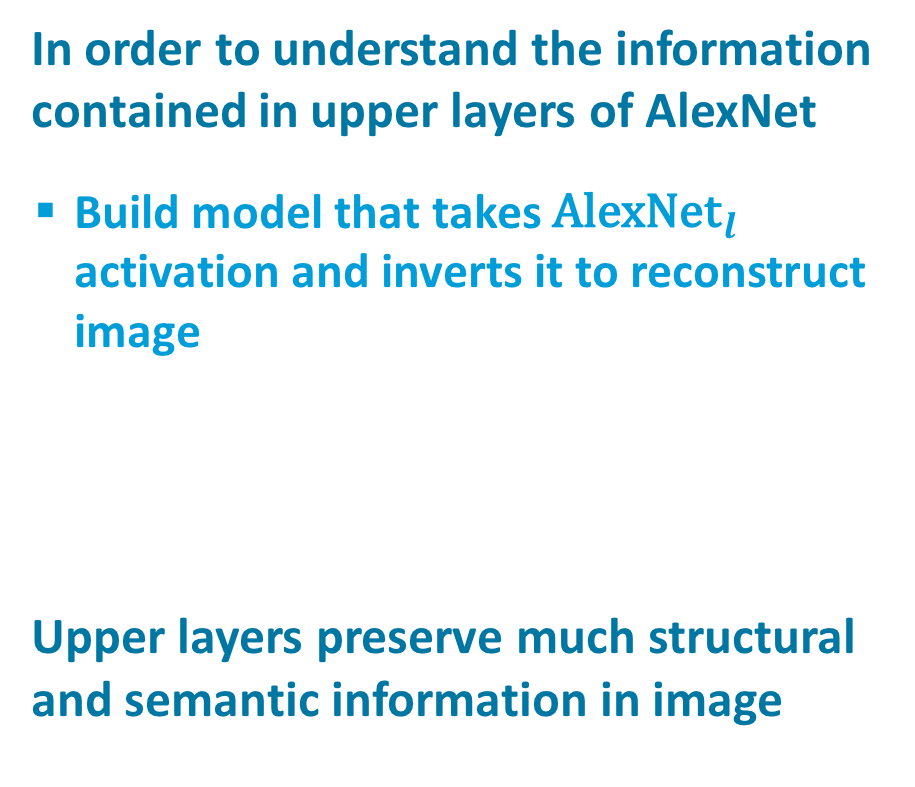 In order to understand the information
contained in upper layers of AlexNet
▪ Build model that takes AlexNetₗ
activation and inverts it to reconstruct
image
Upper layers preserve much structural
and semantic information in image